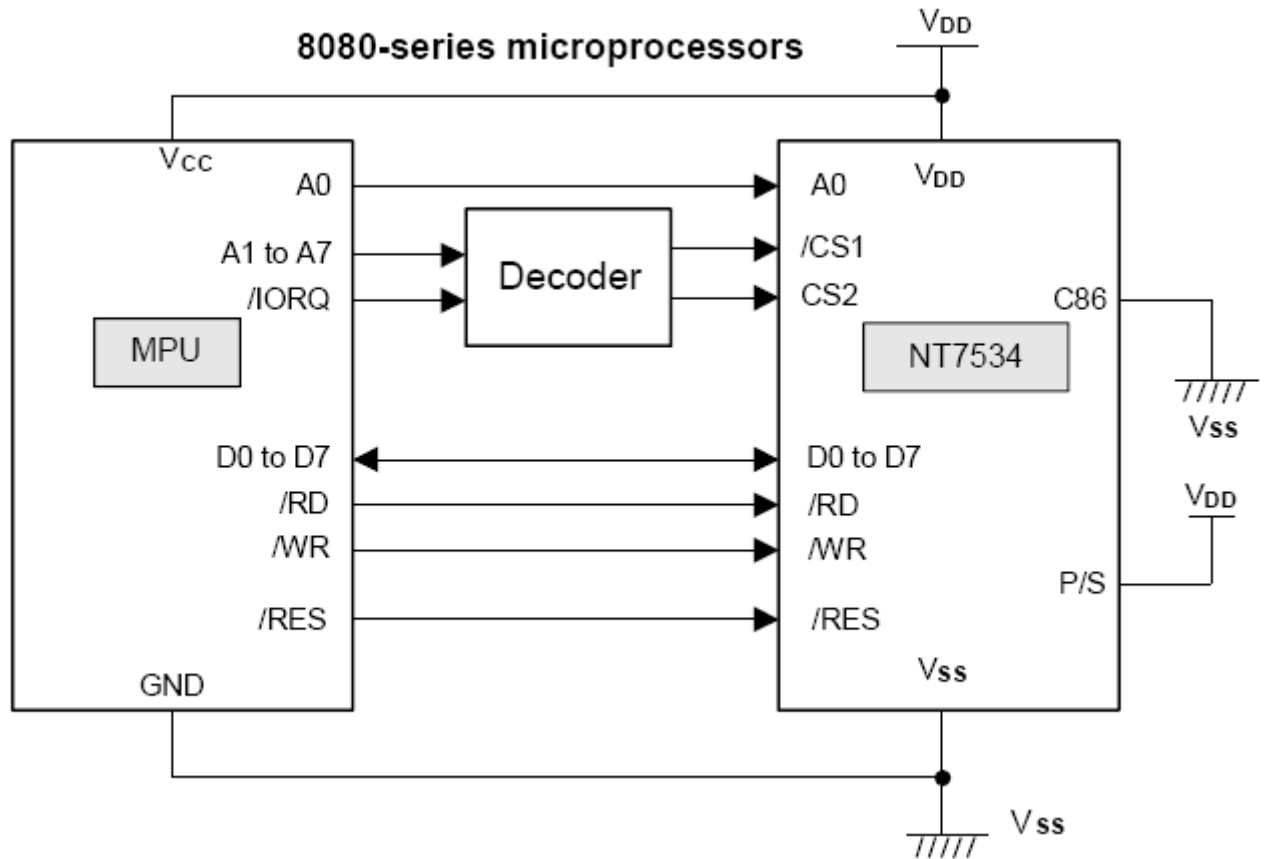 8080-series microprocessors
VDD
VCC
A0
A1 to A7
/IORQ
MPU
D0 to D7
/RD
/WR
/RES
GND
Decoder
VDD
A0
/CS1
CS2
C86
NT7534
VSS
D0 to D7
/RD
/WR
VDD
P/S
/RES
VSS
VSS